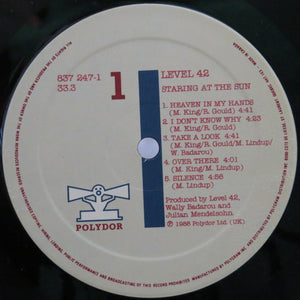 837 247-1
33.3
1
LEVEL 42
STARING AT THE SUN
1. HEAVEN IN MY HANDS
(M. King/R. Gould) 4:41
2. I DON'T KNOW WHY 4:23
(M. King/R. Gould)
3. TAKE A LOOK 4:41
(M. King/R. Gould/M. Lindup/
W. Badarou)
4. OVER THERE 4:01
(M. King/M. Lindup)
5. SILENCE 4:58
(M. Lindup)
Produced by Level 42,
Wally Badarou and
Julian Mendelsohn.
℗ 1988 Polydor Ltd. (UK).
POLYDOR